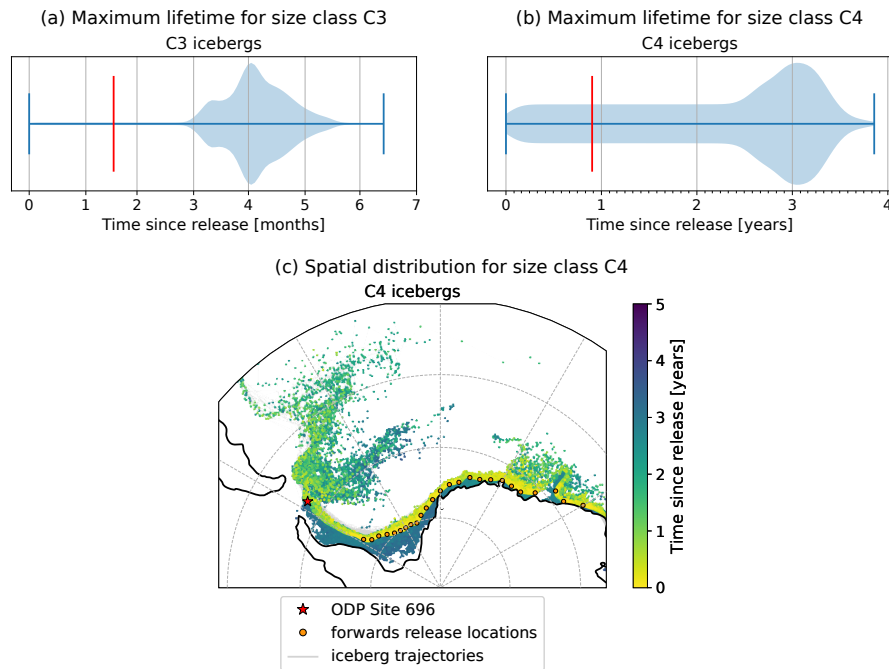 (a) Maximum lifetime for size class C3
C3 icebergs
0 1 2 3 4 5 6 7
Time since release [months]
(b) Maximum lifetime for size class C4
C4 icebergs
0 1 2 3 4
Time since release [years]
(c) Spatial distribution for size class C4
C4 icebergs
5
4
3
2
1
0
Time since release [years]
ODP Site 696
forwards release locations
iceberg trajectories